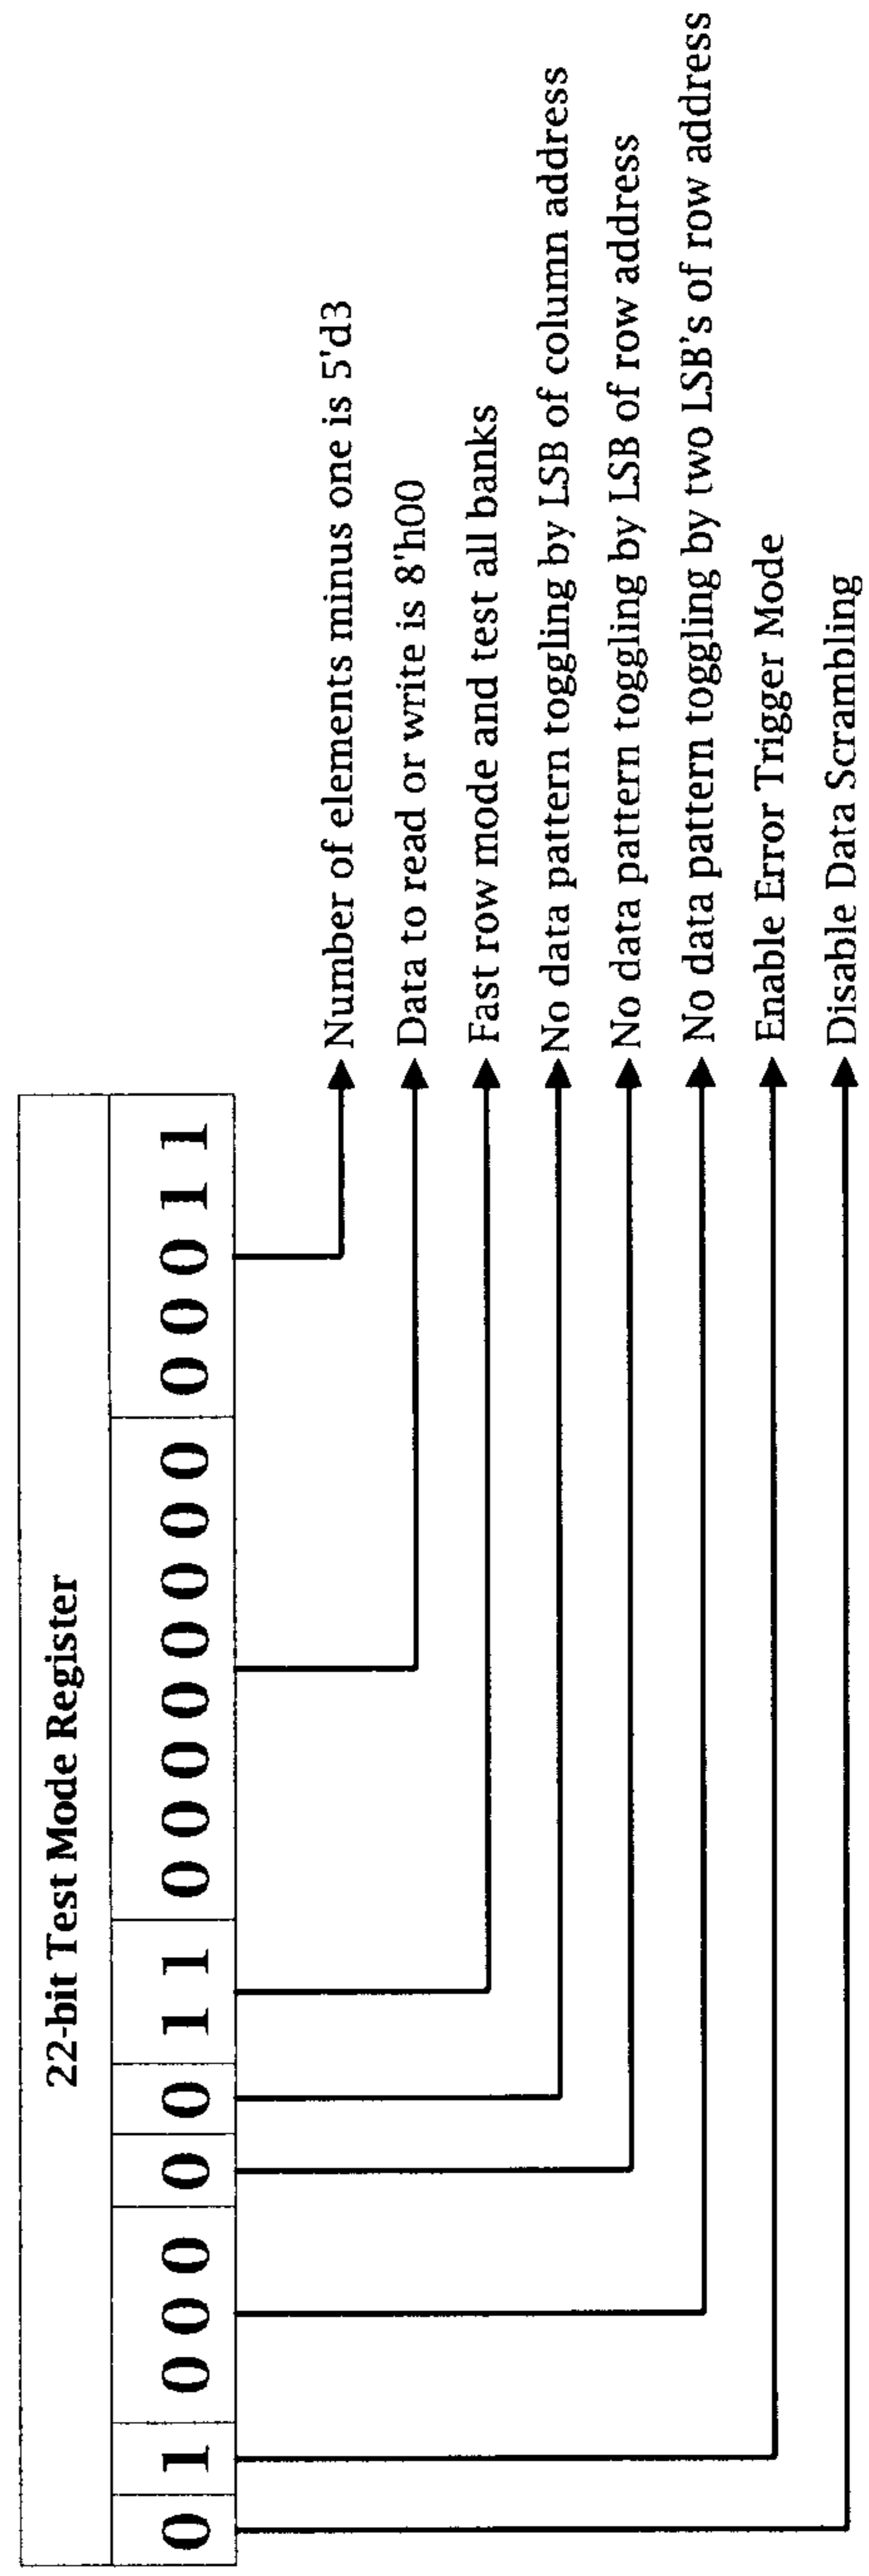 22-bit Test Mode Register
0 1 0 0 0 0 0 1 1 0 0 0 0 0 0 0 0 0 0 0 1 1
Number of elements minus one is 5'd3
Data to read or write is 8'h00
Fast row mode and test all banks
No data pattern toggling by LSB of column address
No data pattern toggling by LSB of row address
No data pattern toggling by two LSB's of row address
Enable Error Trigger Mode
Disable Data Scrambling